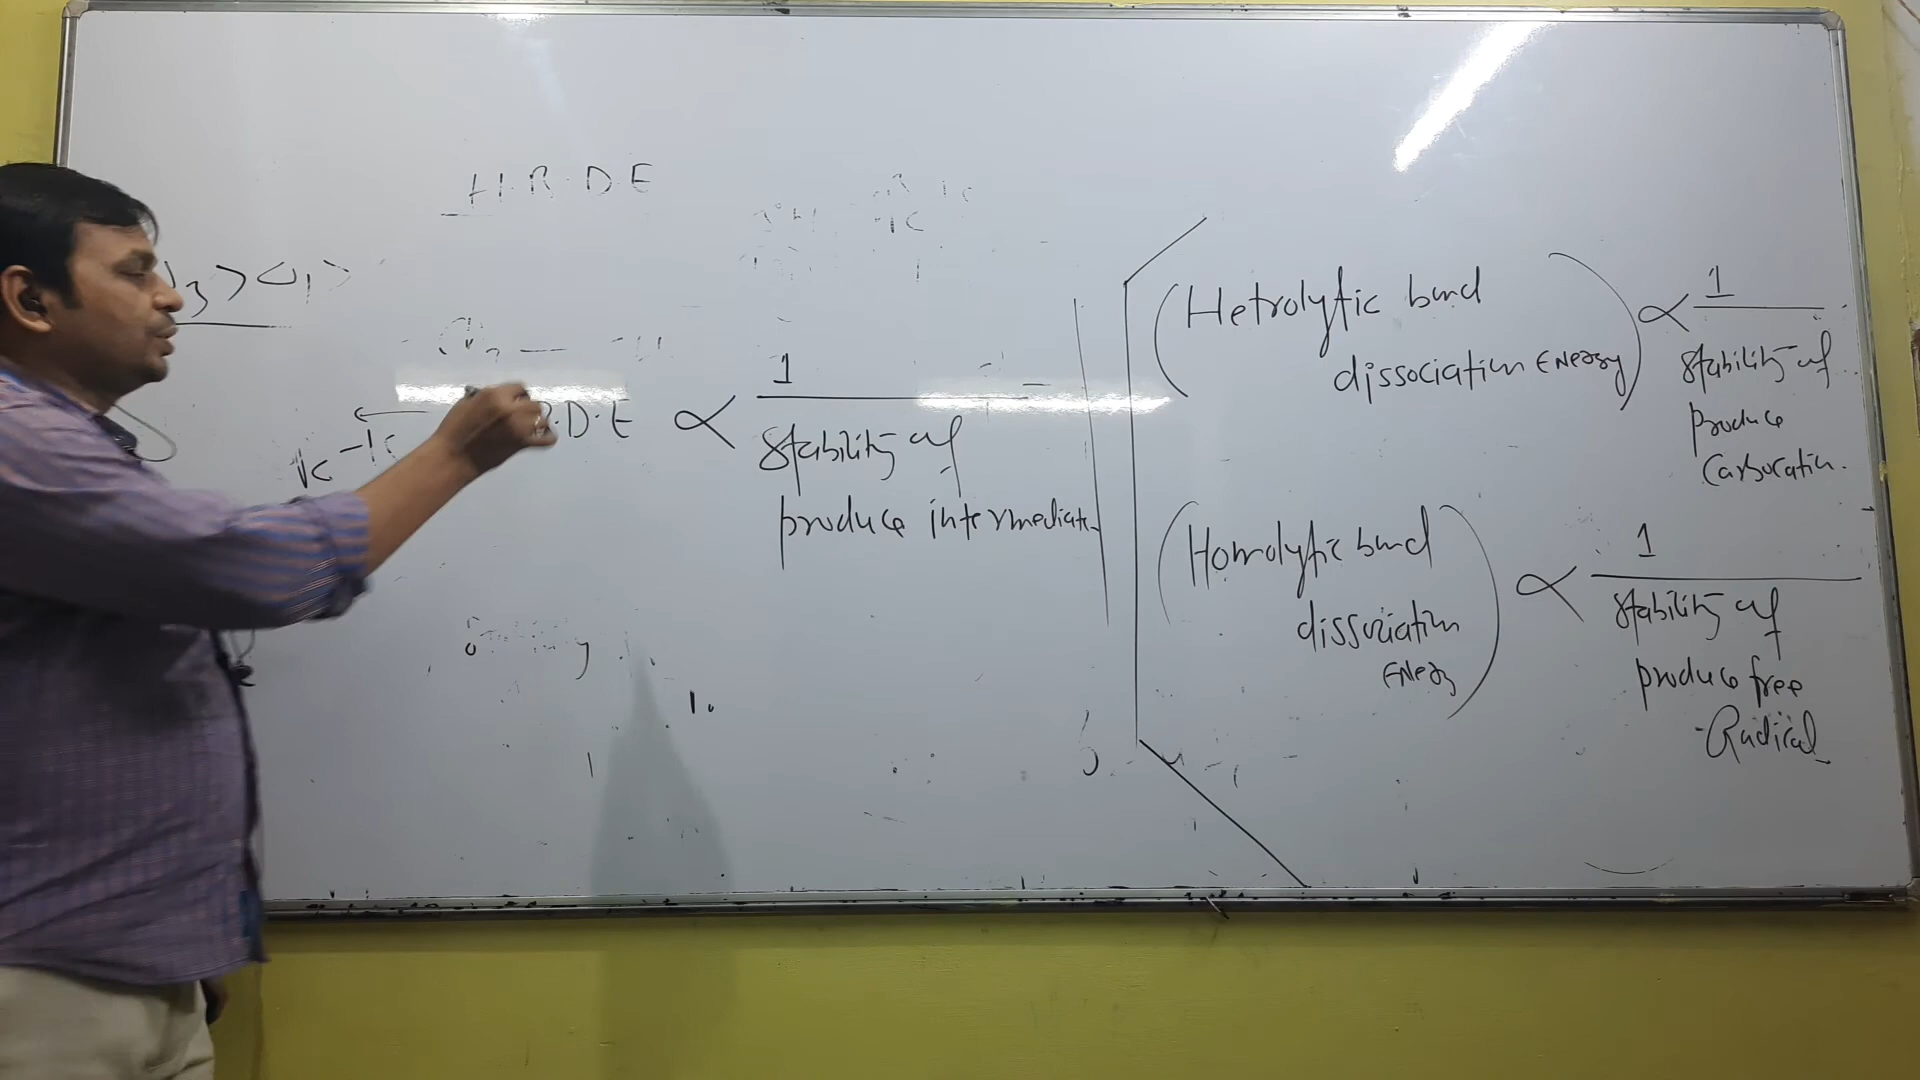 H.B.D.E
B.D.E ∝ 1
Stability of
produce intermediate
(Hetrolytic bond
dissociation ENergy) ∝ 1
Stability of
produce
Carbocation.
(Homolytic bond
dissociation
ENergy) ∝ 1
Stability of
produce free
-Radical
1.